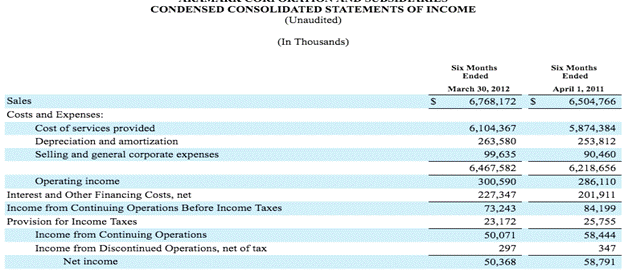 ARAMARK CORPORATION AND SUBSIDIARIES
CONDENSED CONSOLIDATED STATEMENTS OF INCOME
(Unaudited)
(In Thousands)
Six Months Ended March 30, 2012 Six Months Ended April 1, 2011
Sales $ 6,768,172 $ 6,504,766
Costs and Expenses:
Cost of services provided 6,104,367 5,874,384
Depreciation and amortization 263,580 253,812
Selling and general corporate expenses 99,635 90,460
6,467,582 6,218,656
Operating income 300,590 286,110
Interest and Other Financing Costs, net 227,347 201,911
Income from Continuing Operations Before Income Taxes 73,243 84,199
Provision for Income Taxes 23,172 25,755
Income from Continuing Operations 50,071 58,444
Income from Discontinued Operations, net of tax 297 347
Net income 50,368 58,791